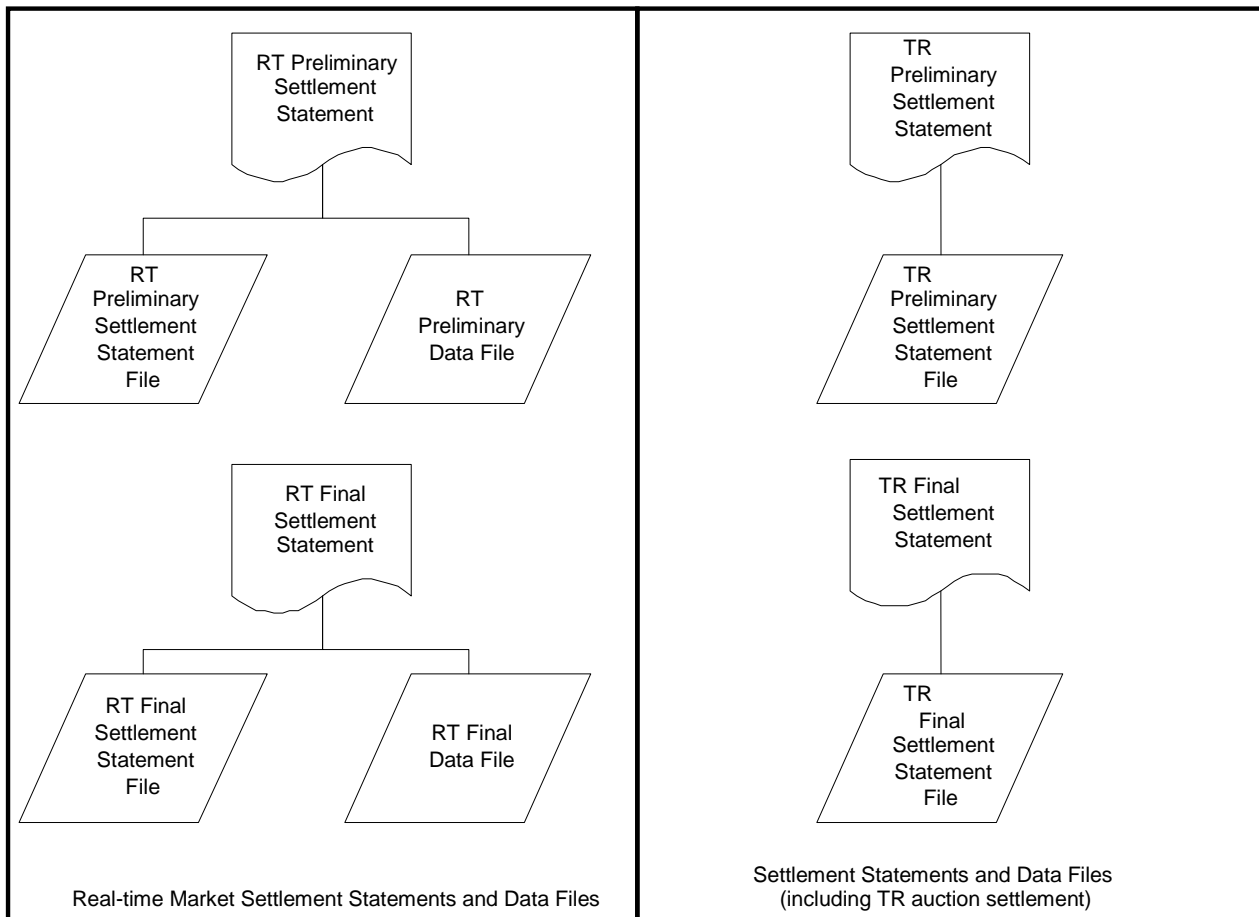 RT Preliminary
Settlement
Statement
RT
Preliminary
Settlement
Statement
File
RT
Preliminary
Data File
RT Final
Settlement
Statement
RT Final
Settlement
Statement
File
RT Final
Data File
Real-time Market Settlement Statements and Data Files
TR
Preliminary
Settlement
Statement
TR
Preliminary
Settlement
Statement
File
TR Final
Settlement
Statement
TR
Final
Settlement
Statement
File
Settlement Statements and Data Files
(including TR auction settlement)